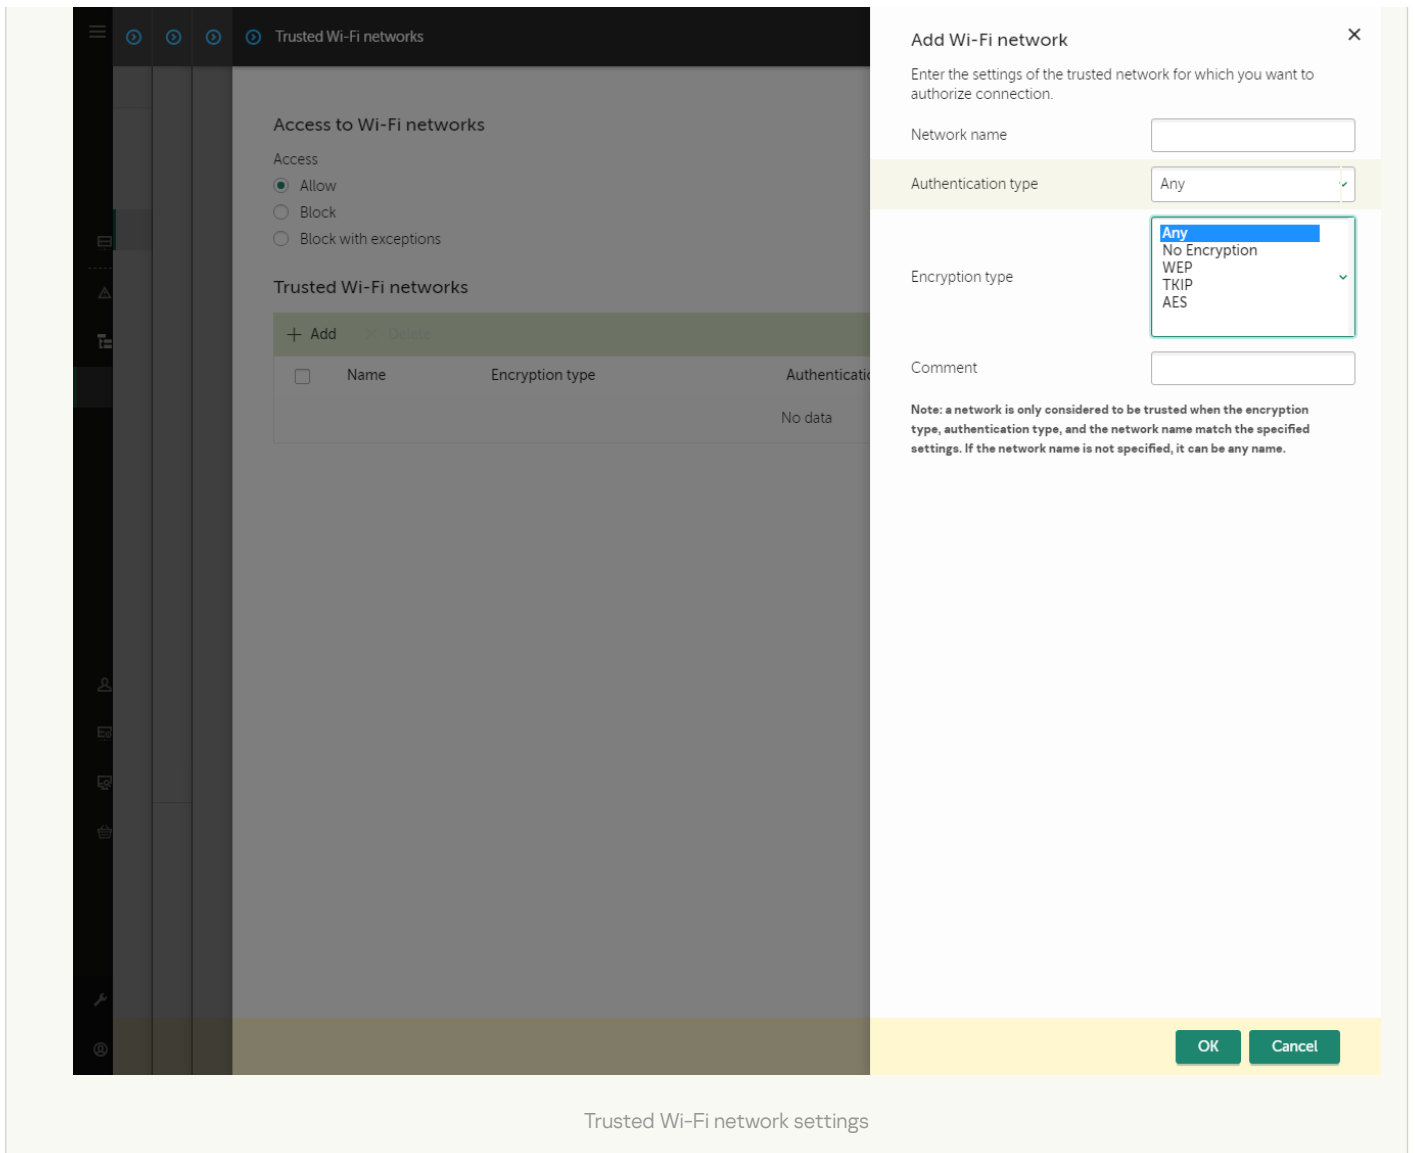 Trusted Wi-Fi networks
Access to Wi-Fi networks
Access
Allow
Block
Block with exceptions
Trusted Wi-Fi networks
+ Add × Delete
Name Encryption type Authenticatio
No data
Add Wi-Fi network
Enter the settings of the trusted network for which you want to
authorize connection.
Network name
Authentication type Any
Encryption type
Any
No Encryption
WEP
TKIP
AES
Comment
Note: a network is only considered to be trusted when the encryption
type, authentication type, and the network name match the specified
settings. If the network name is not specified, it can be any name.
OK Cancel
Trusted Wi-Fi network settings